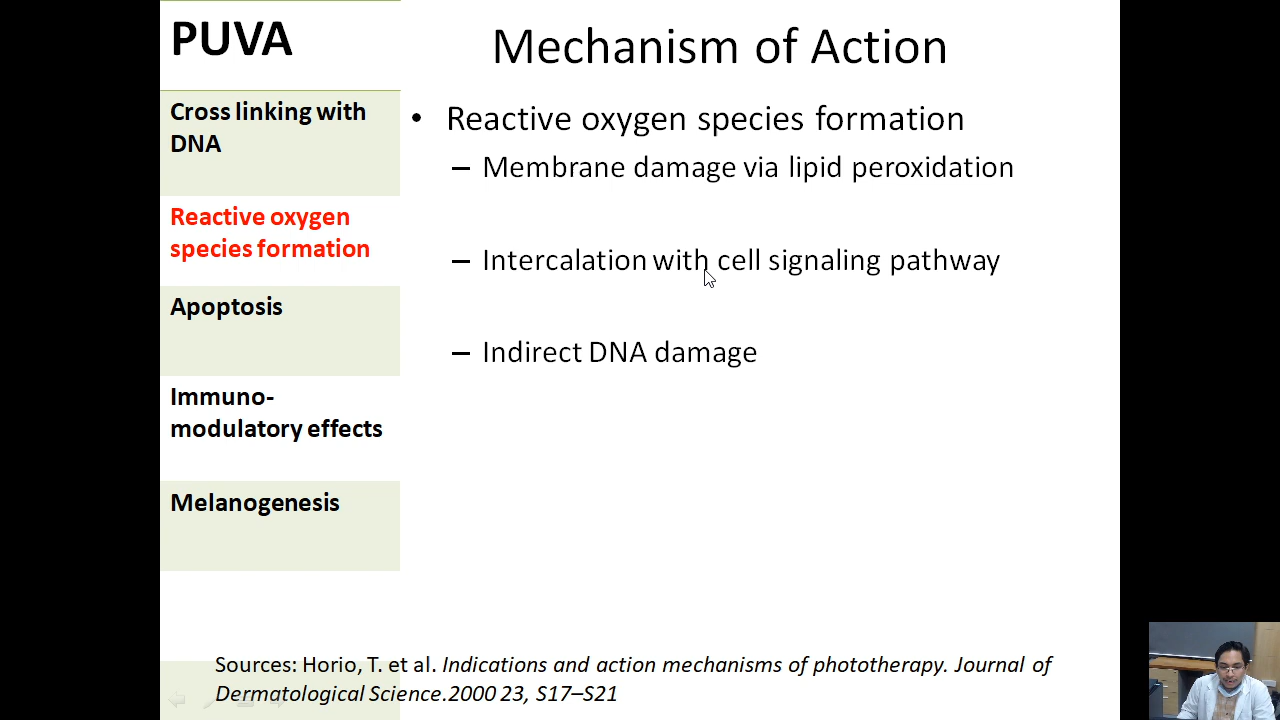 PUVA
Cross linking with
DNA
Reactive oxygen
species formation
Apoptosis
Immuno-
modulatory effects
Melanogenesis
Mechanism of Action
• Reactive oxygen species formation
– Membrane damage via lipid peroxidation
– Intercalation with cell signaling pathway
– Indirect DNA damage
Sources: Horio, T. et al. Indications and action mechanisms of phototherapy. Journal of
Dermatological Science.2000 23, S17–S21